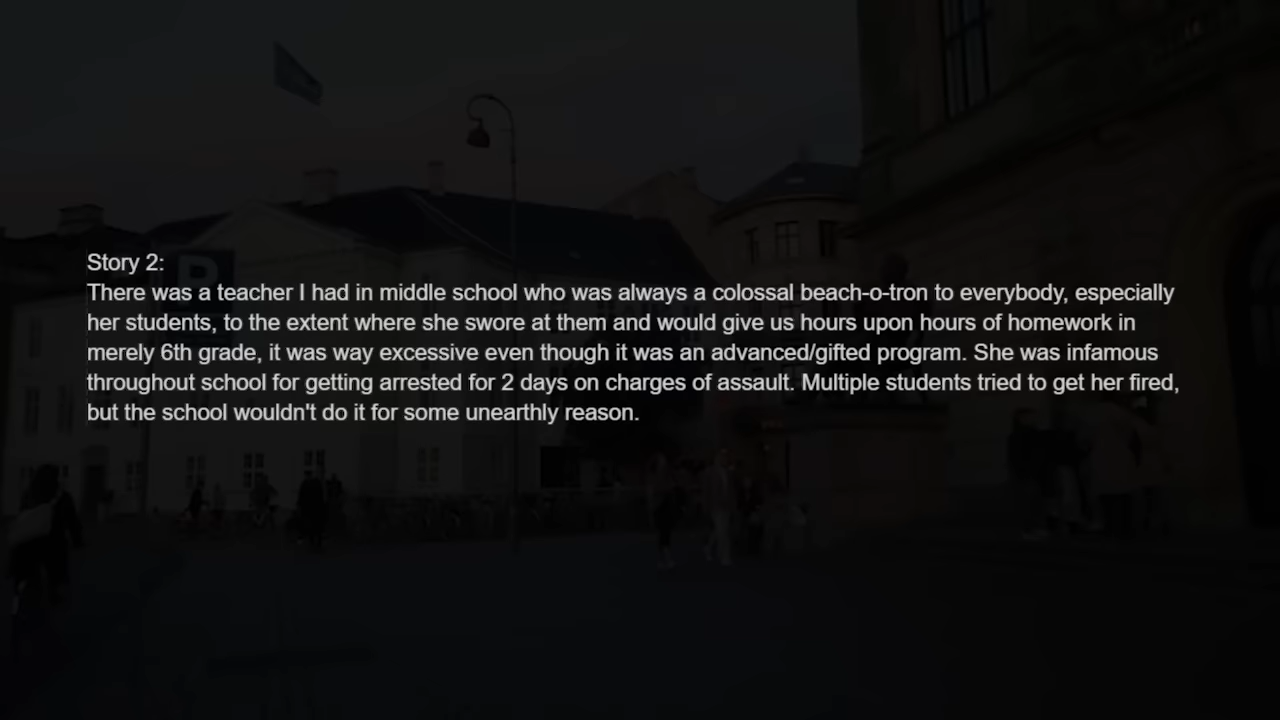 Story 2:
There was a teacher I had in middle school who was always a colossal beach-o-tron to everybody, especially
her students, to the extent where she swore at them and would give us hours upon hours of homework in
merely 6th grade, it was way excessive even though it was an advanced/gifted program. She was infamous
throughout school for getting arrested for 2 days on charges of assault. Multiple students tried to get her fired,
but the school wouldn't do it for some unearthly reason.
P